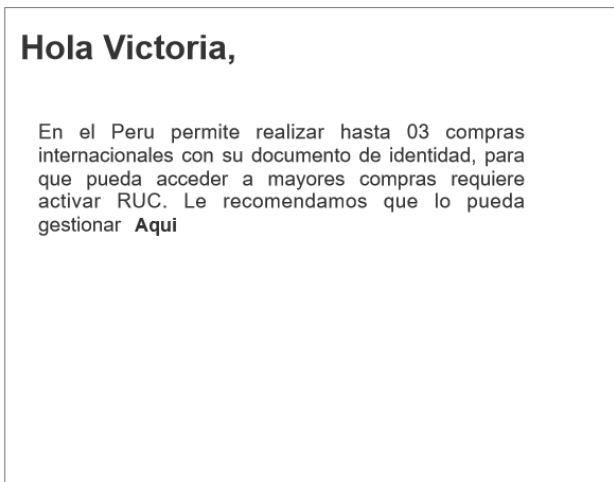 Hola Victoria,
En el Peru permite realizar hasta 03 compras
internacionales con su documento de identidad, para
que pueda acceder a mayores compras requiere
activar RUC. Le recomendamos que lo pueda
gestionar Aqui